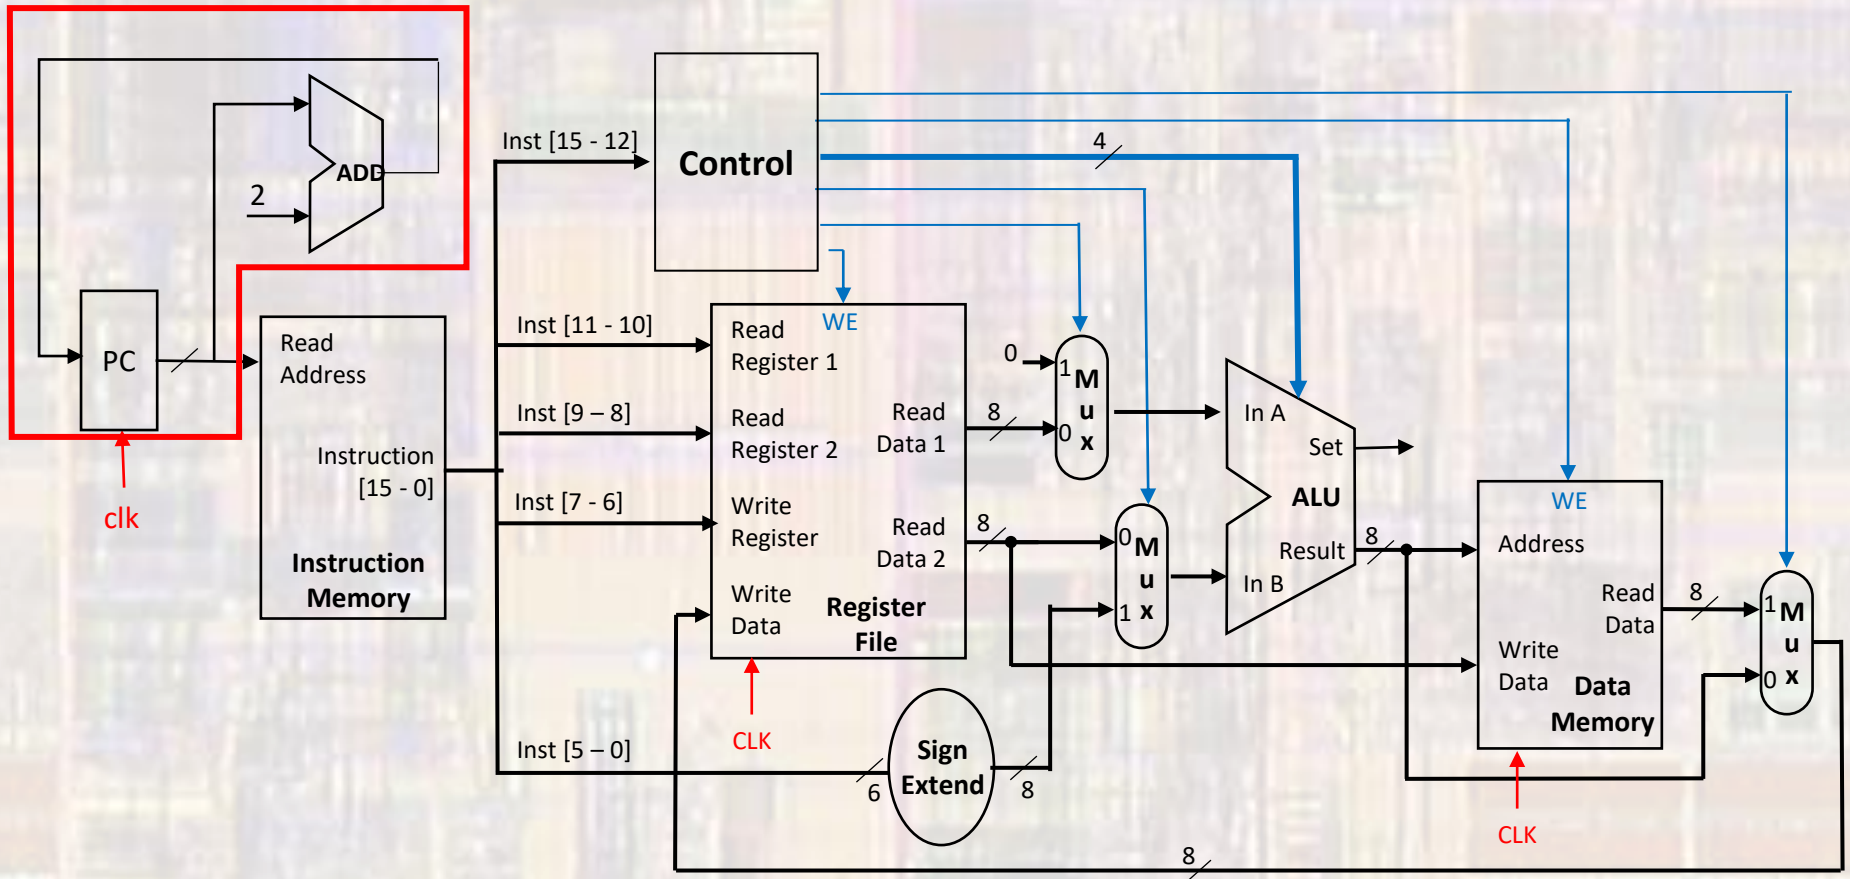 ADD
2
PC
clk
Read
Address
Instruction
[15 - 0]
Instruction
Memory
Inst [15 - 12]
Inst [11 - 10]
Inst [9 – 8]
Inst [7 - 6]
Inst [5 – 0]
Control
4
WE
Read
Register 1
Read
Register 2
Write
Register
Write
Data
Read
Data 1
Read
Data 2
Register
File
CLK
8
8
Sign
Extend
6
8
0
1
0
M
u
x
0
1
M
u
x
In A
Set
ALU
Result
In B
8
WE
Address
Read
Data
Write
Data
Data
Memory
CLK
8
1
0
M
u
x
8